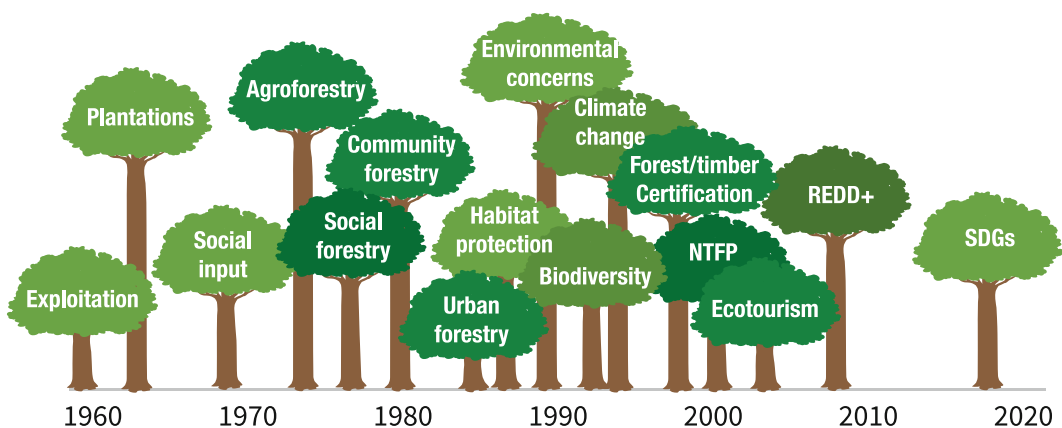 Environmental
concerns
Agroforestry
Plantations
Climate
change
Community
forestry
Forest/timber
Certification
REDD+
Social
forestry
Habitat
protection
Social
input
NTFP
SDGs
Biodiversity
Exploitation
Urban
forestry
Ecotourism
1960 1970 1980 1990 2000 2010 2020